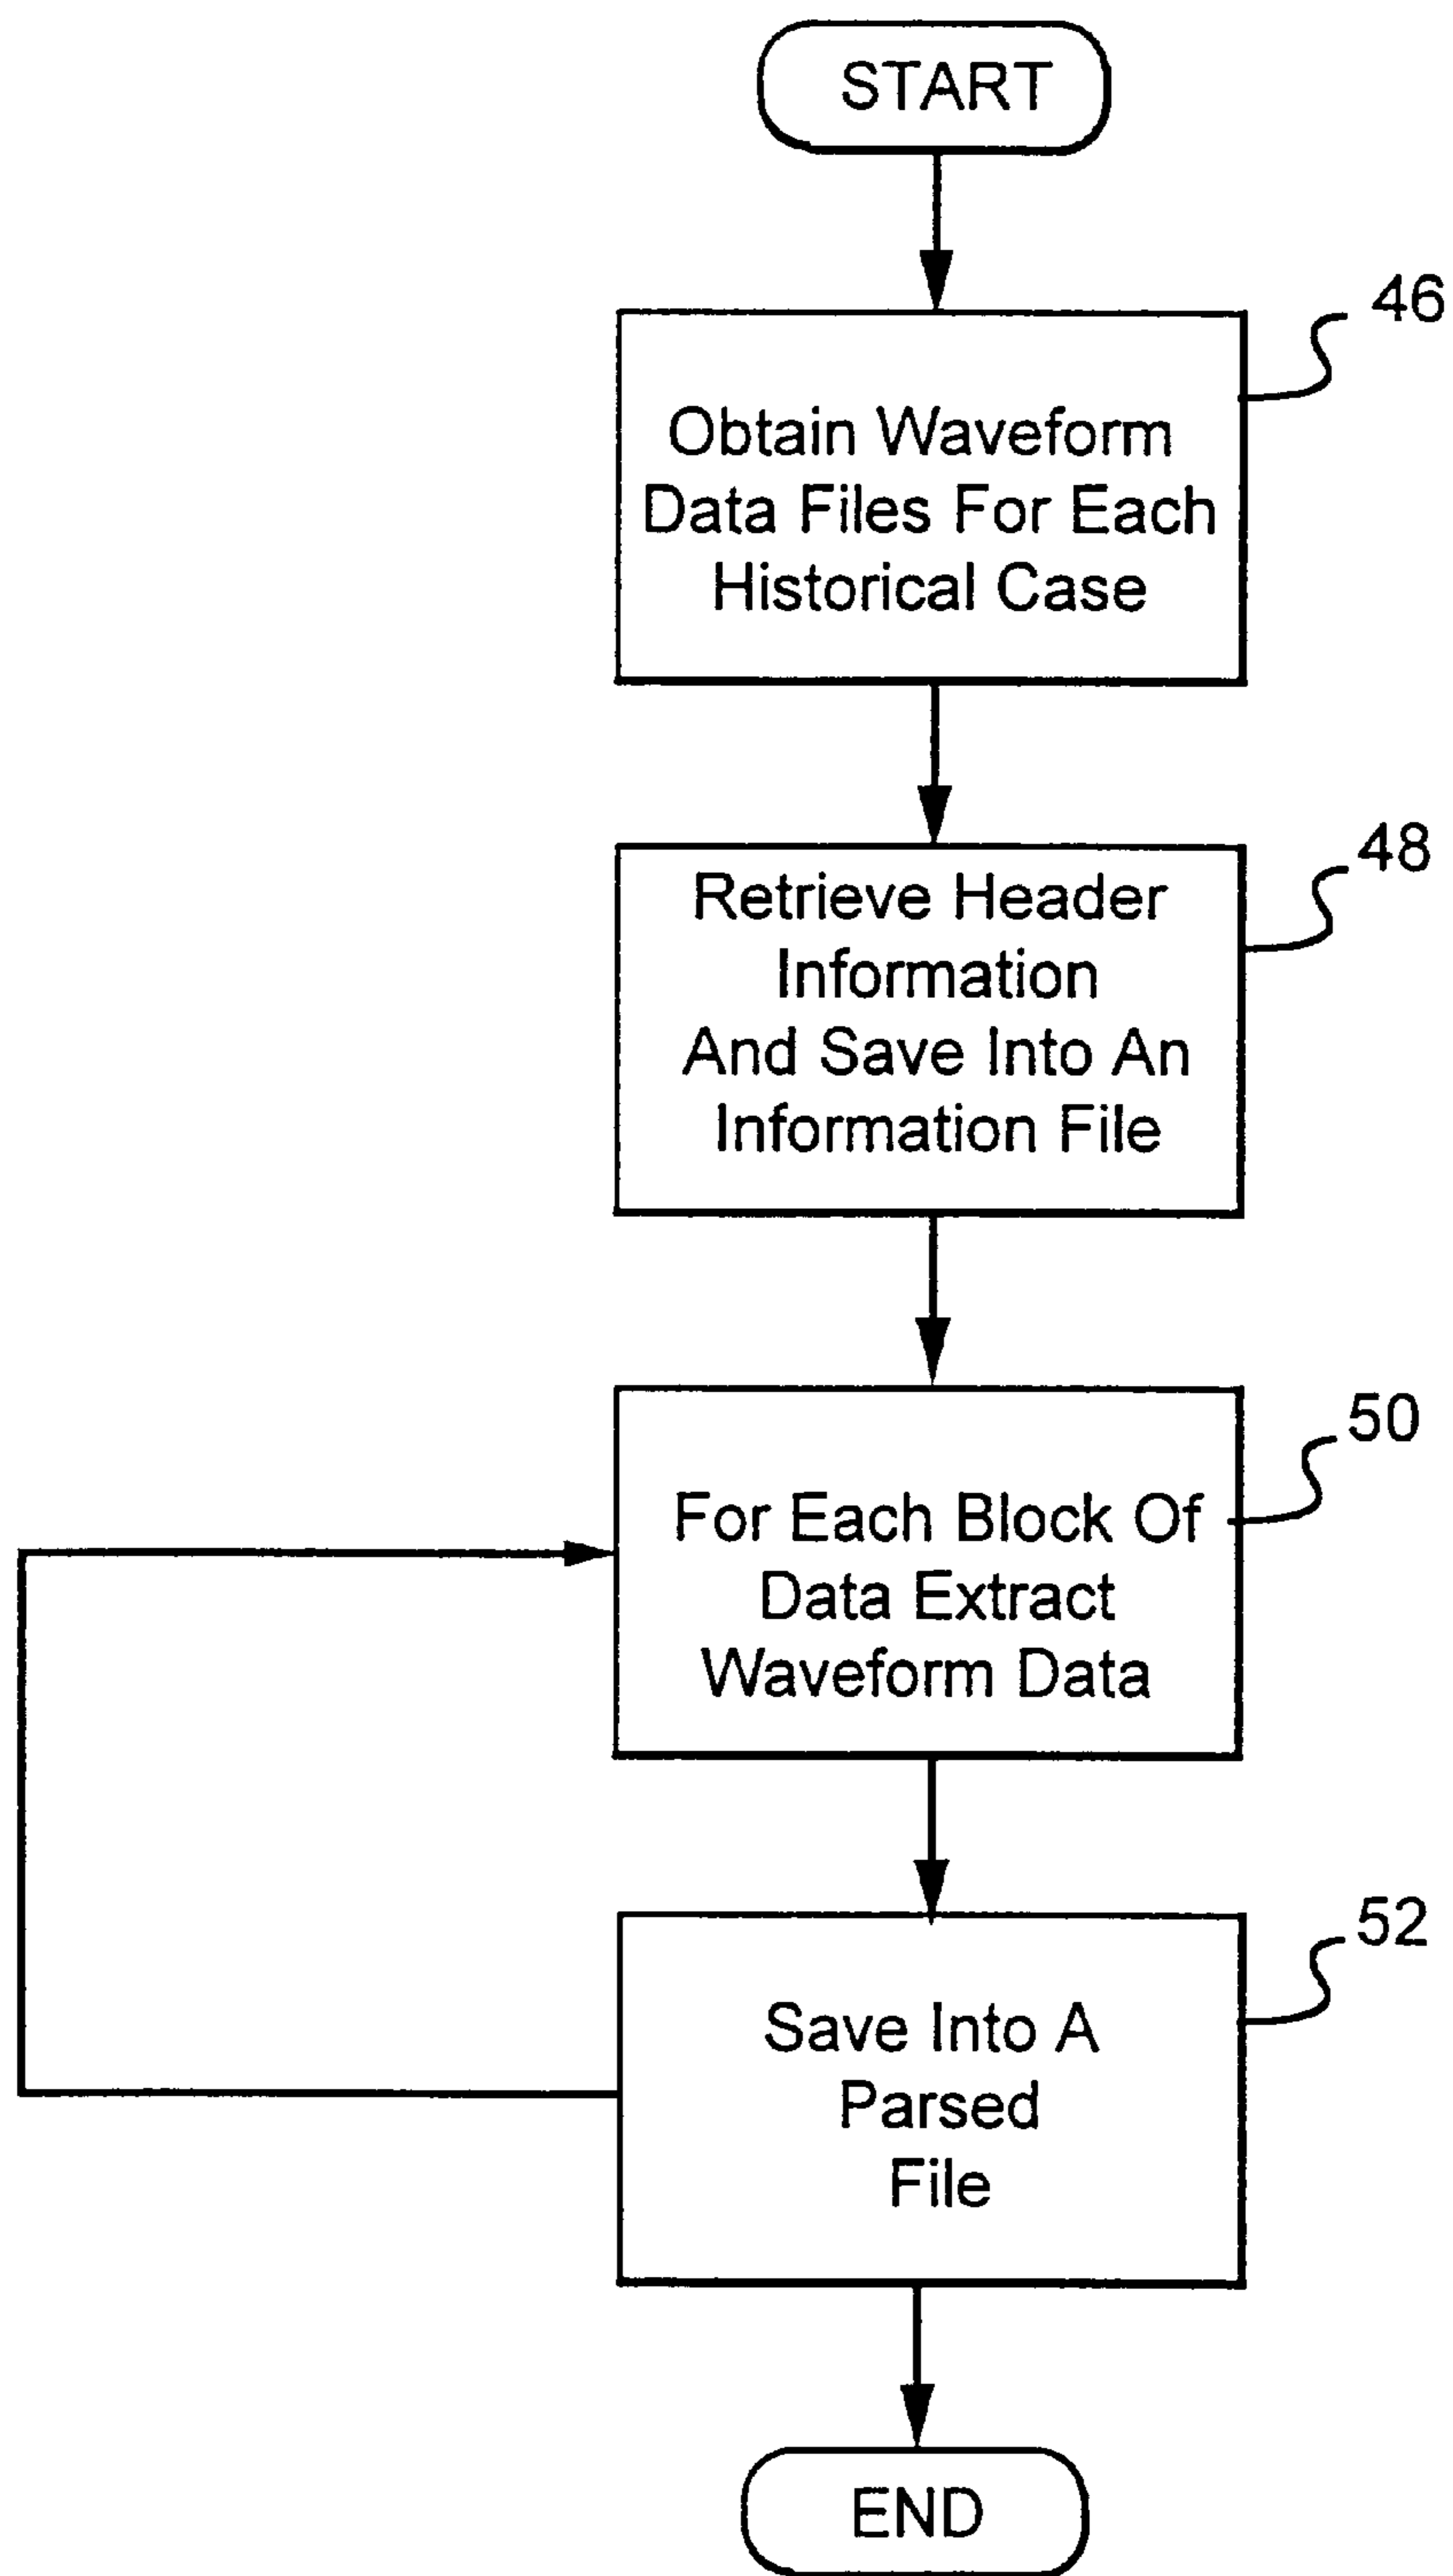 START
46
Obtain Waveform
Data Files For Each
Historical Case
48
Retrieve Header
Information
And Save Into An
Information File
50
For Each Block Of
Data Extract
Waveform Data
52
Save Into A
Parsed
File
END